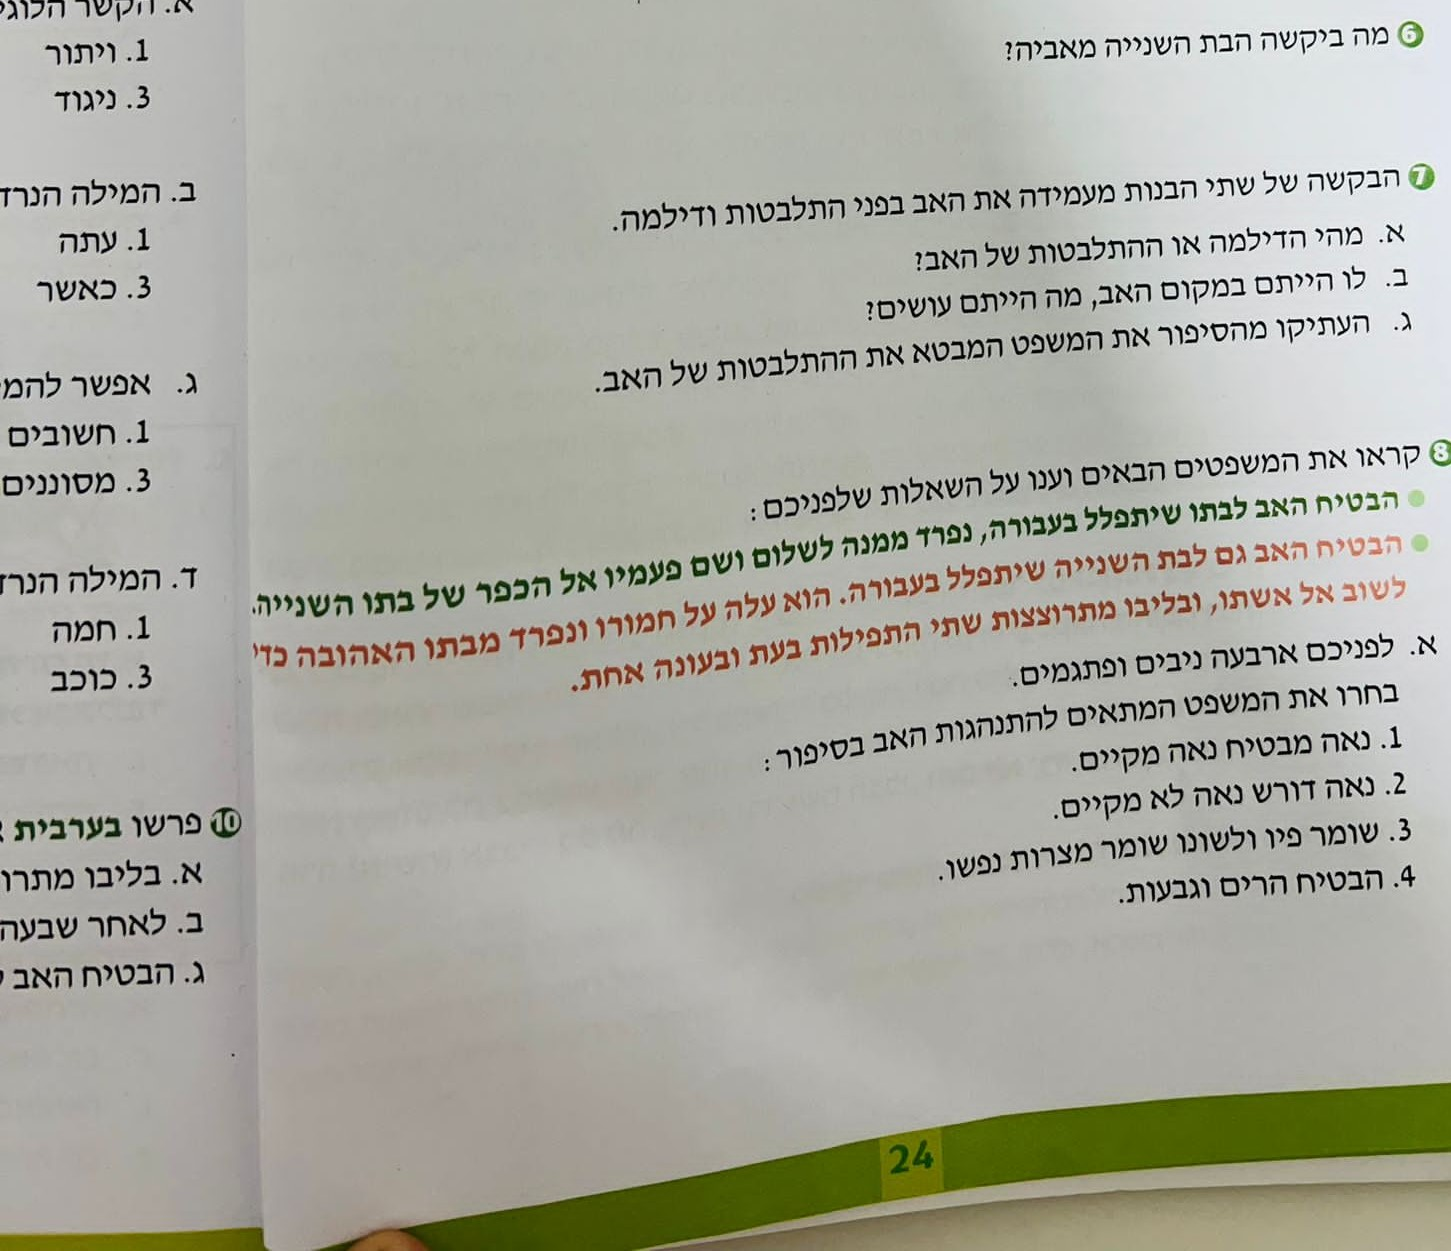 6 מה ביקשה הבת השנייה מאביה?
7 הבקשה של שתי הבנות מעמידה את האב בפני התלבטות ודילמה.
א. מהי הדילמה או ההתלבטות של האב?
ב. לו הייתם במקום האב, מה הייתם עושים?
ג. העתיקו מהסיפור את המשפט המבטא את ההתלבטות של האב.
8 קראו את המשפטים הבאים וענו על השאלות שלפניכם:
● הבטיח האב לבתו שיתפלל בעבורה, נפרד ממנה לשלום ושם פעמיו אל הכפר של בתו השנייה.
● הבטיח האב גם לבת השנייה שיתפלל בעבורה. הוא עלה על חמורו ונפרד מבתו האהובה כדי
לשוב אל אשתו, ובליבו מתרוצצות שתי התפילות בעת ובעונה אחת.
א. לפניכם ארבעה ניבים ופתגמים.
בחרו את המשפט המתאים להתנהגות האב בסיפור:
1. נאה מבטיח נאה מקיים.
2. נאה דורש נאה לא מקיים.
3. שומר פיו ולשונו שומר מצרות נפשו.
4. הבטיח הרים וגבעות.
24
א. הקשר הלוגי
1. ויתור
3. ניגוד
ב. המילה
1. עתה
3. כאשר
ג. אפשר
1. חשובים
3. מסוננים
ד. המילה
1. חמה
3. כוכב
10 פרשו בערבית
א. בליבו
ב. לאחר שבעה
ג. הבטיח האב